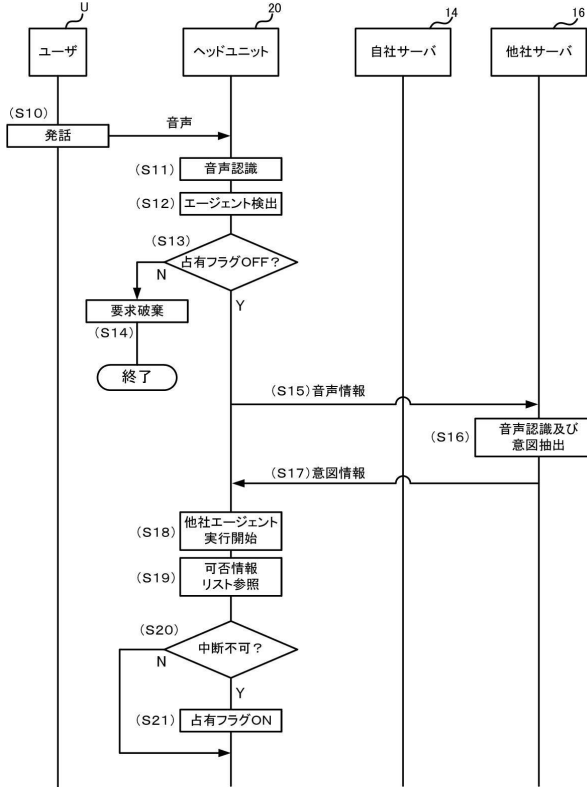 U
20
14
16
ユーザ
ヘッドユニット
自社サーバ
他社サーバ
(S10)
発話
音声
(S11)
音声認識
(S12)
エージェント検出
(S13)
占有フラグOFF？
N
Y
要求破棄
(S14)
終了
(S15)音声情報
(S16)
音声認識及び
意図抽出
(S17)意図情報
(S18)
他社エージェント
実行開始
(S19)
可否情報
リスト参照
(S20)
中断不可？
N
Y
(S21)
占有フラグON